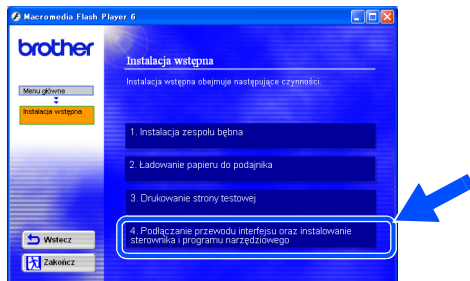 Macromedia Flash Player 6
brother
Instalacja wstępna
Instalacja wstępna obejmuje następujące czynności.
Menu główne
Instalacja wstępna
1. Instalacja zespołu bębna
2. Ładowanie papieru do podajnika
3. Drukowanie strony testowej
4. Podłączanie przewodu interfejsu oraz instalowanie
sterownika i programu narzędziowego
Wstecz
Zakończ